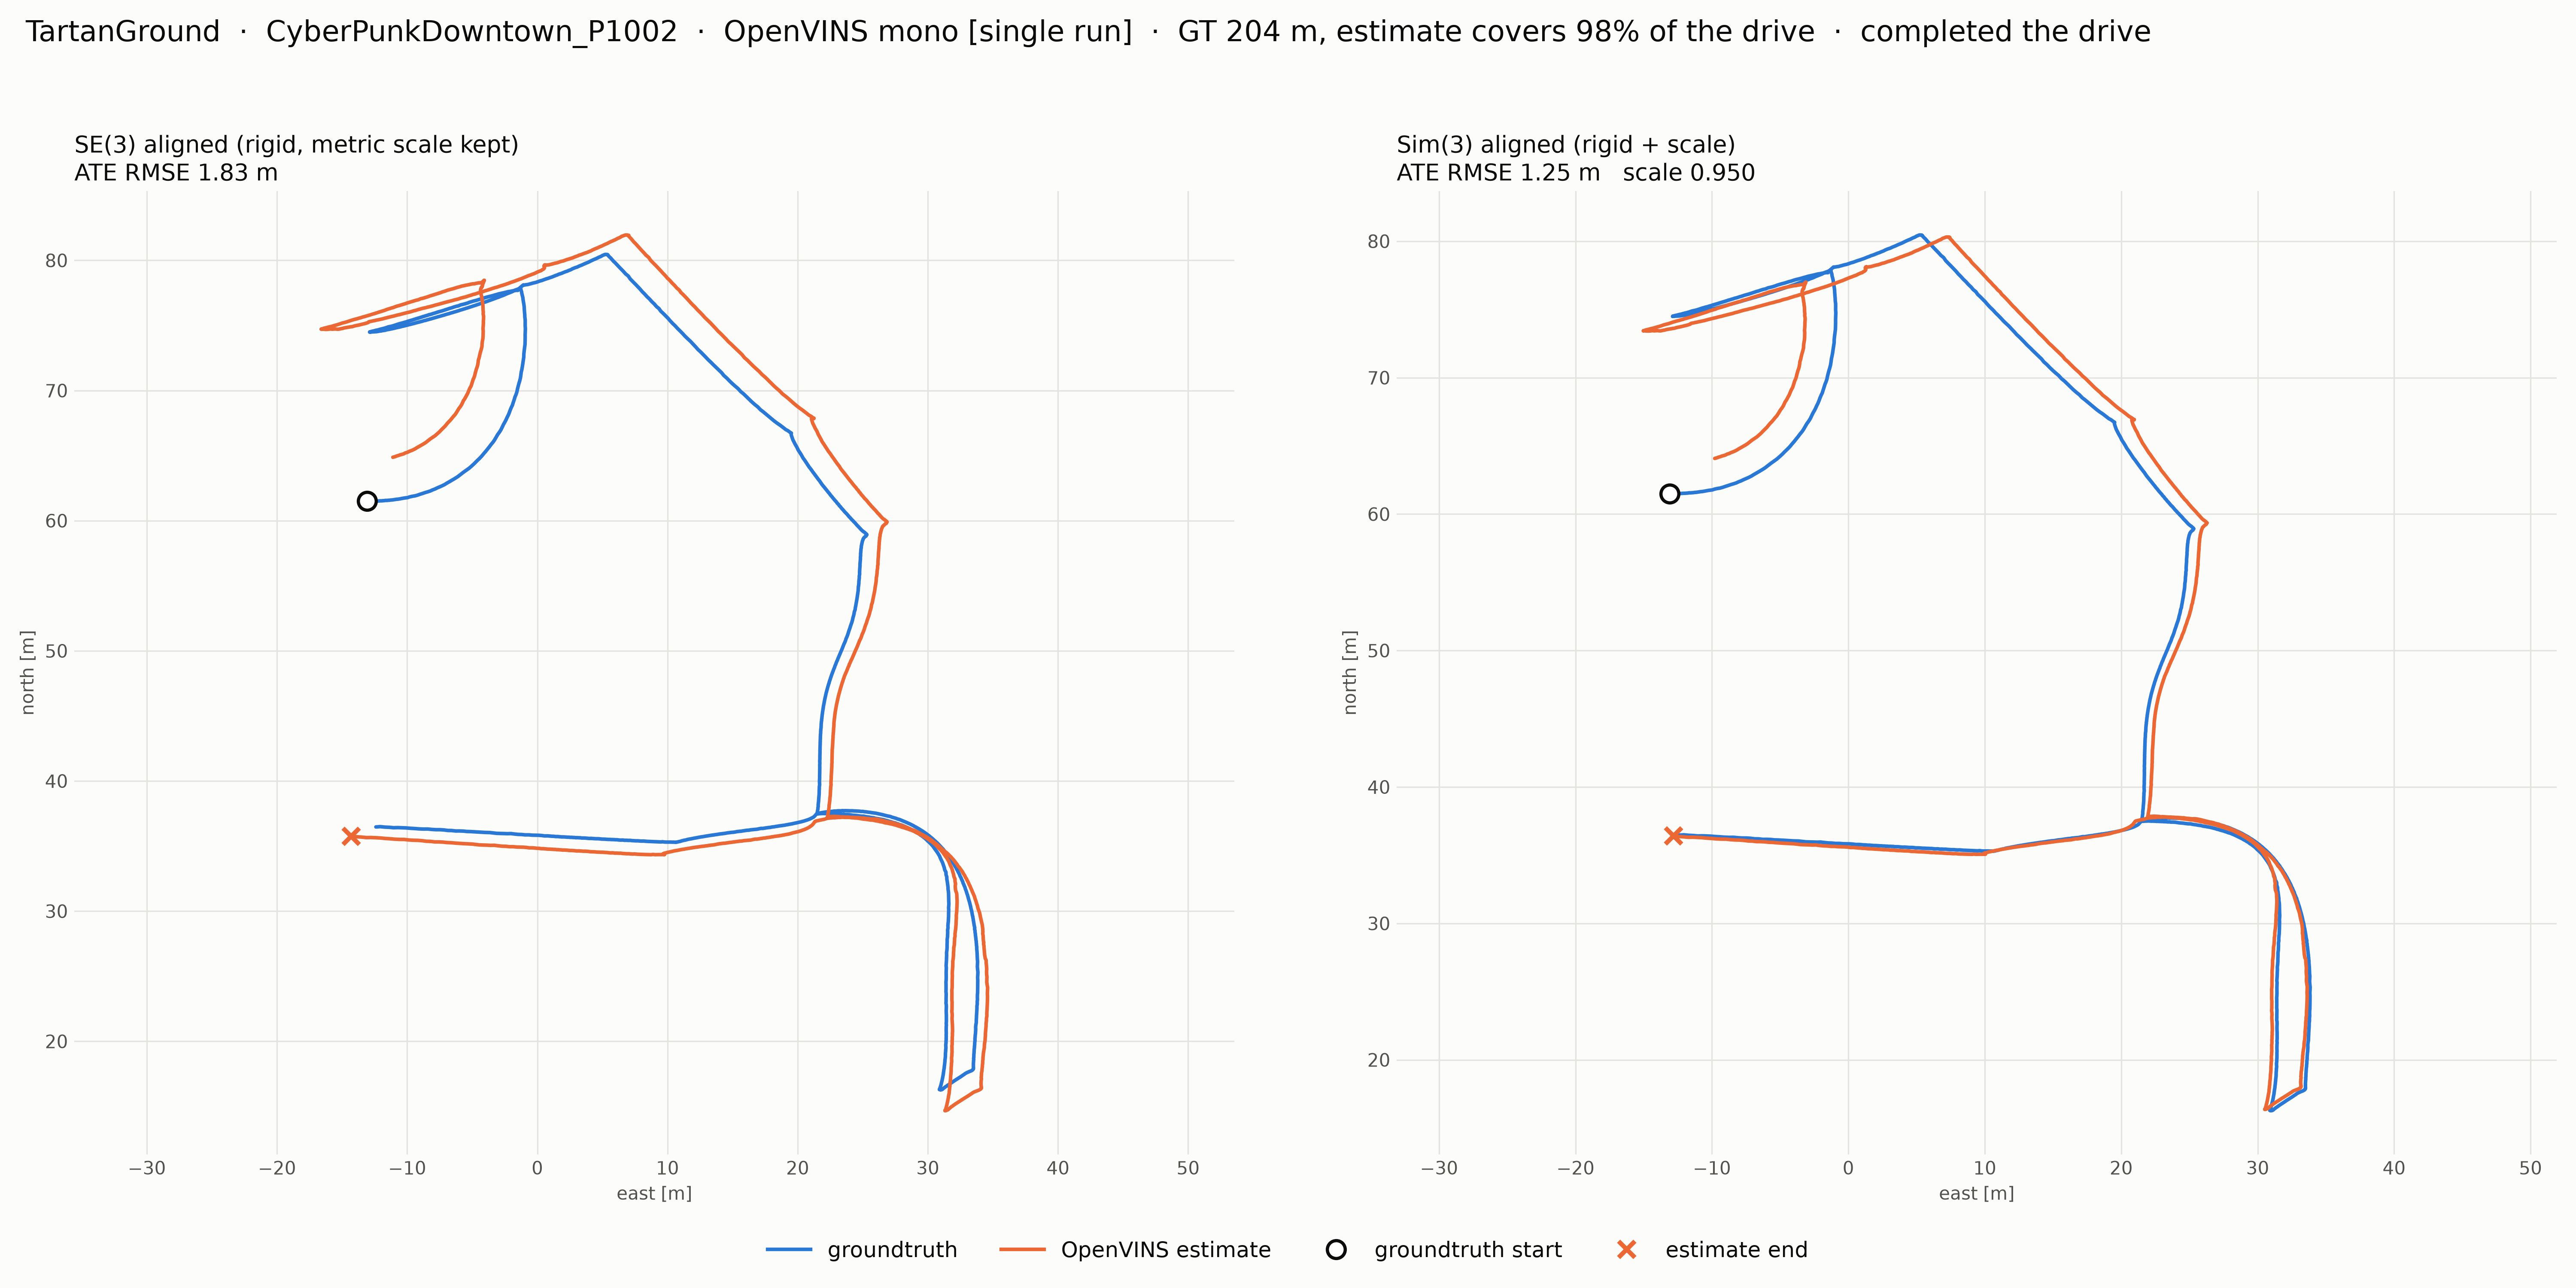 TartanGround · CyberPunkDowntown_P1002 · OpenVINS mono [single run] · GT 204 m, estimate covers 98% of the drive · completed the drive
SE(3) aligned (rigid, metric scale kept)
ATE RMSE 1.83 m
80
70
60
50
40
30
20
north [m]
−30
−20
−10
0
10
20
30
40
50
east [m]
Sim(3) aligned (rigid + scale)
ATE RMSE 1.25 m   scale 0.950
80
70
60
50
40
30
20
north [m]
−30
−20
−10
0
10
20
30
40
50
east [m]
groundtruth
OpenVINS estimate
groundtruth start
estimate end